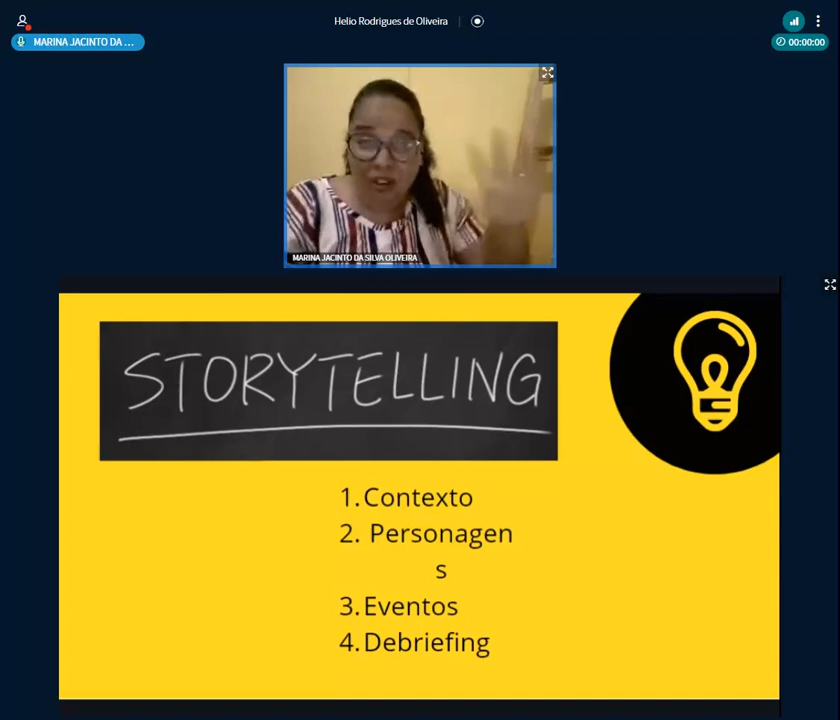 Helio Rodrigues de Oliveira
MARINA JACINTO DA ...
00:00:00
MARINA JACINTO DA SILVA OLIVEIRA
STORYTELLING
1.Contexto
2. Personagen
s
3.Eventos
4.Debriefing